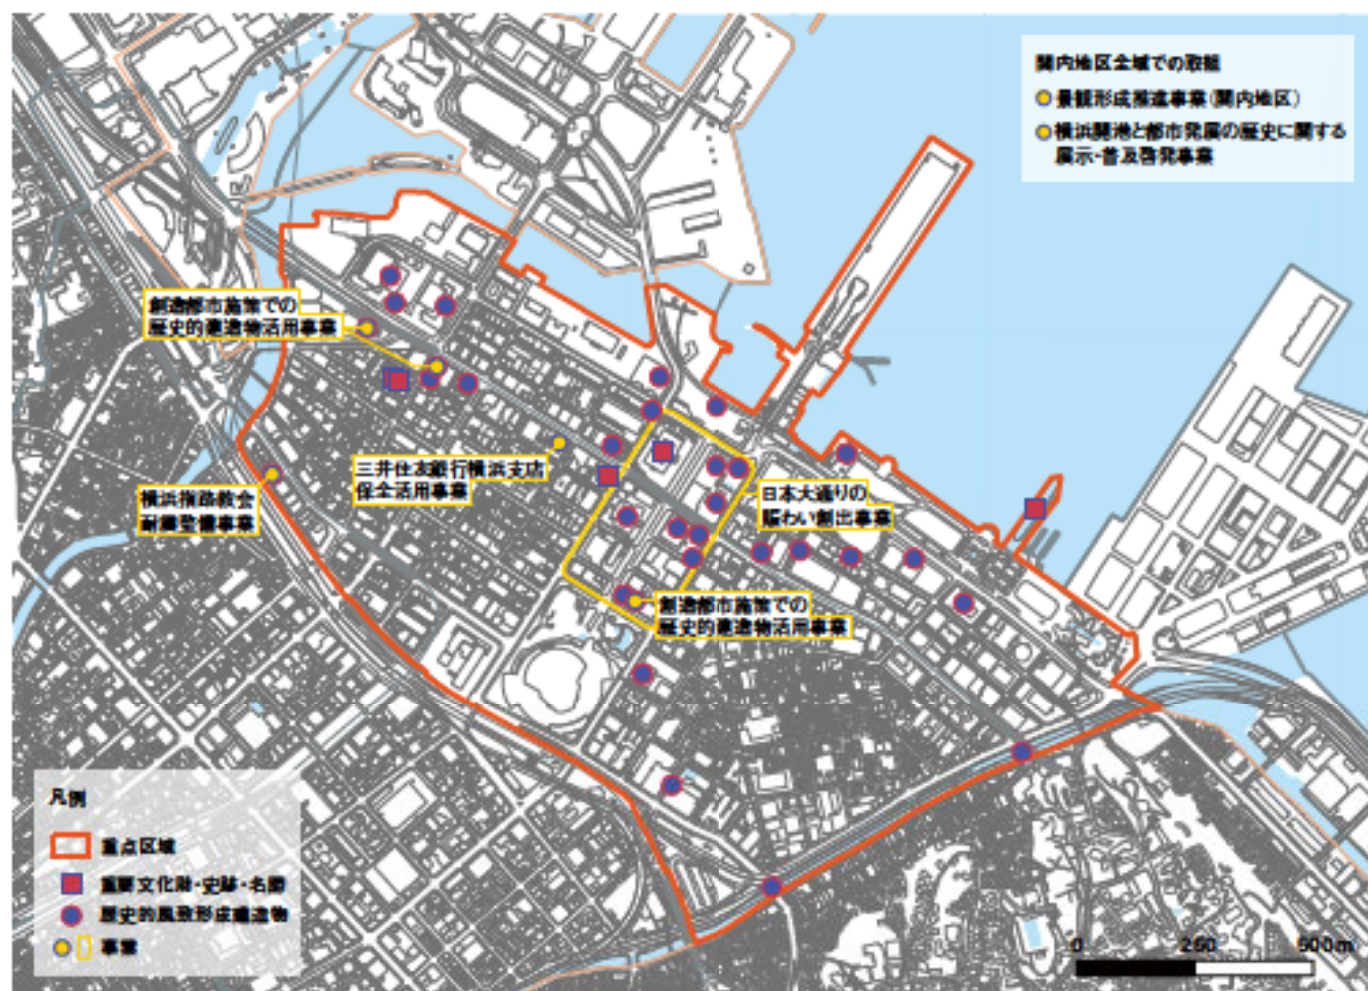 関内地区全域での取組
景観形成推進事業(関内地区)
横浜開港と都市発展の歴史に関する
展示・普及啓発事業
創造都市施策での
歴史的建造物活用事業
三井住友銀行横浜支店
保全活用事業
横浜指路教会
耐震整備事業
日本大通りの
賑わい創出事業
創造都市施策での
歴史的建造物活用事業
凡例
重点区域
重要文化財・史跡・名勝
歴史的風致形成建造物
事業
0 250 500m